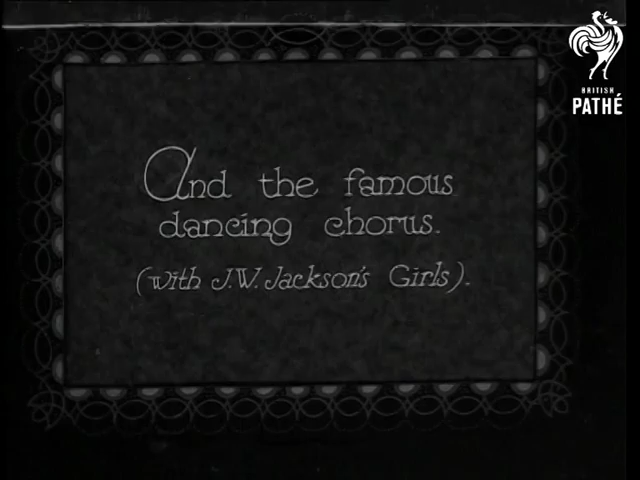 BRITISH
PATHÉ
And the famous
dancing chorus.
(with J.W. Jackson's Girls).